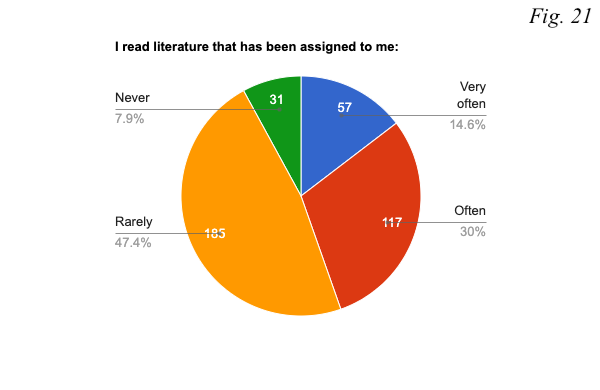 Fig. 21
I read literature that has been assigned to me:
Never
7.9%
31
57
Very
often
14.6%
Rarely
47.4%
185
117
Often
30%